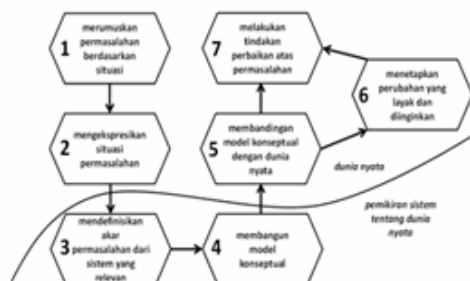 1
merumuskan
permasalahan
berdasarkan
situasi
2
mengekspresikan
situasi
permasalahan
3
mendefinisikan
akar
permasalahan dari
sistem yang
relevan
4
membangun
model
konseptual
5
membandingan
model konseptual
dengan dunia
nyata
6
menetapkan
perubahan yang
layak dan
diinginkan
7
melakukan
tindakan
perbaikan atas
permasalahan
dunia nyata
pemikiran sistem
tentang dunia
nyata